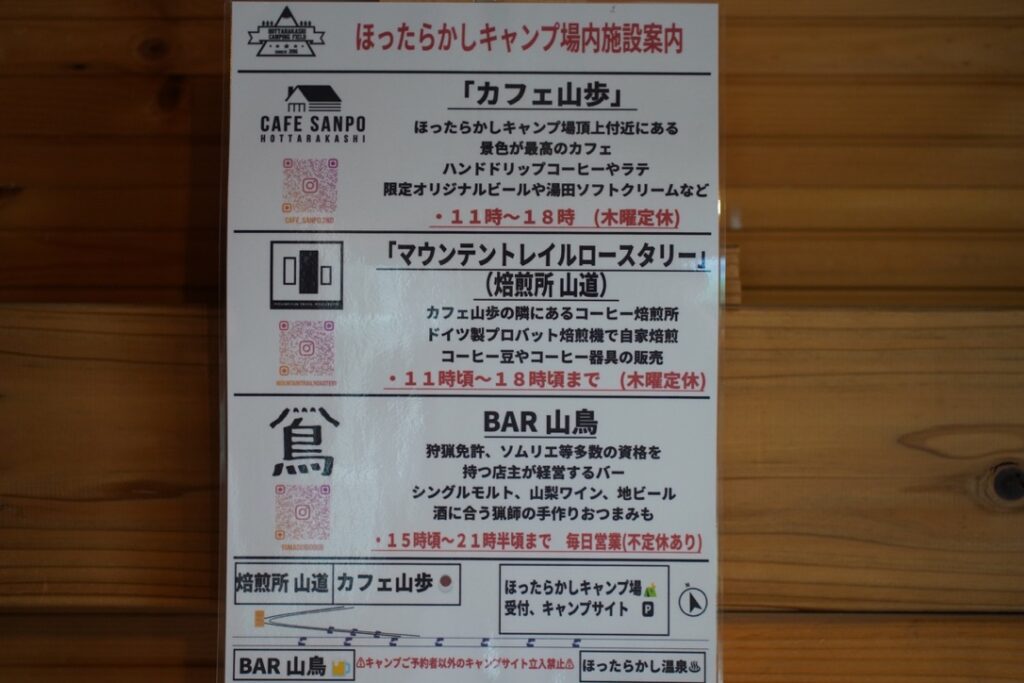 HOTTARAKASHI
CAMPING FIELD
ほったらかしキャンプ場内施設案内
CAFE SANPO
HOTTARAKASHI
CAFE_SANPO.2ND
「カフェ山歩」
ほったらかしキャンプ場頂上付近にある
景色が最高のカフェ
ハンドドリップコーヒーやラテ
限定オリジナルビールや湯田ソフトクリームなど
・11時～18時　(木曜定休)
MOUNTAINTRAILROASTERY
「マウンテントレイルロースタリー」
（焙煎所 山道）
カフェ山歩の隣にあるコーヒー焙煎所
ドイツ製プロバット焙煎機で自家焙煎
コーヒー豆やコーヒー器具の販売
・11時頃～18時頃まで　(木曜定休)
BAR 山鳥
狩猟免許、ソムリエ等多数の資格を
持つ店主が経営するバー
シングルモルト、山梨ワイン、地ビール
酒に合う猟師の手作りおつまみも
・15時頃～21時半頃まで　毎日営業(不定休あり)
焙煎所 山道
カフェ山歩
ほったらかしキャンプ場
受付、キャンプサイト P
BAR 山鳥
⚠キャンプご予約者以外のキャンプサイト立入禁止⚠
ほったらかし温泉♨